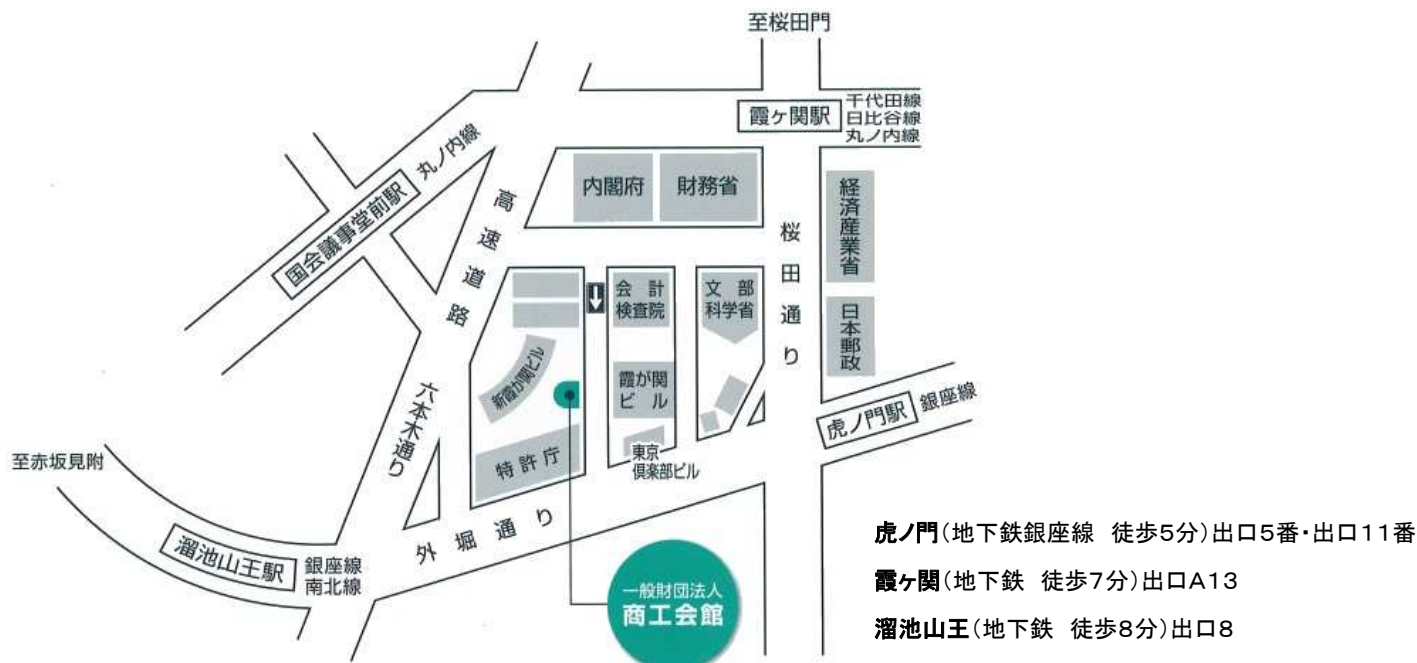 至桜田門
霞ヶ関駅
千代田線
日比谷線
丸ノ内線
丸ノ内線
国会議事堂前駅
高速道路
内閣府
財務省
経済産業省
桜田通り
会計
検査院
文部
科学省
日本郵政
新霞が関ビル
霞が関
ビル
六本木通り
虎ノ門駅
銀座線
特許庁
東京
倶楽部ビル
至赤坂見附
外堀通り
溜池山王駅
銀座線
南北線
一般財団法人
商工会館
虎ノ門(地下鉄銀座線 徒歩5分)出口5番・出口11番
霞ヶ関(地下鉄 徒歩7分)出口A13
溜池山王(地下鉄 徒歩8分)出口8